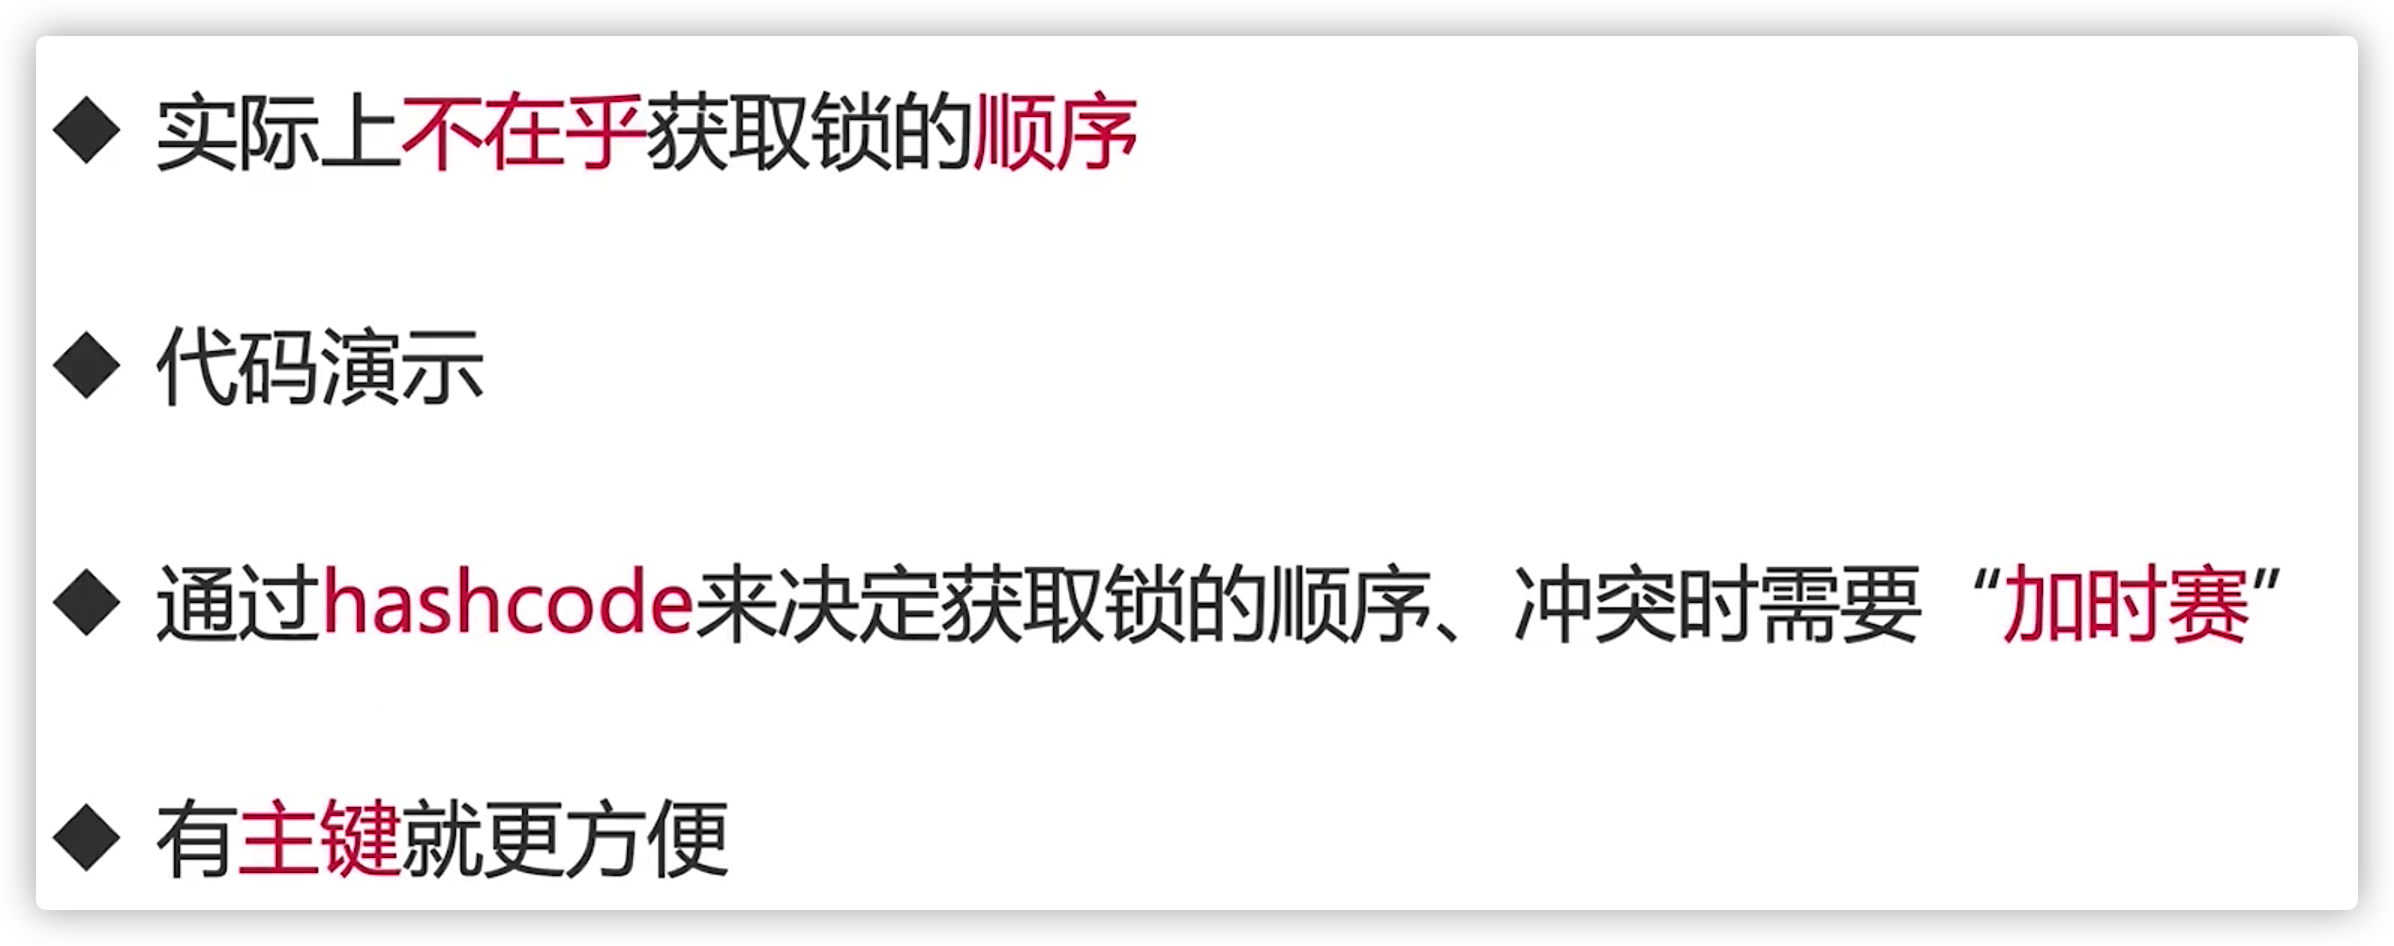 ◆ 实际上不在乎获取锁的顺序
◆ 代码演示
◆ 通过hashcode来决定获取锁的顺序、冲突时需要“加时赛”
◆ 有主键就更方便